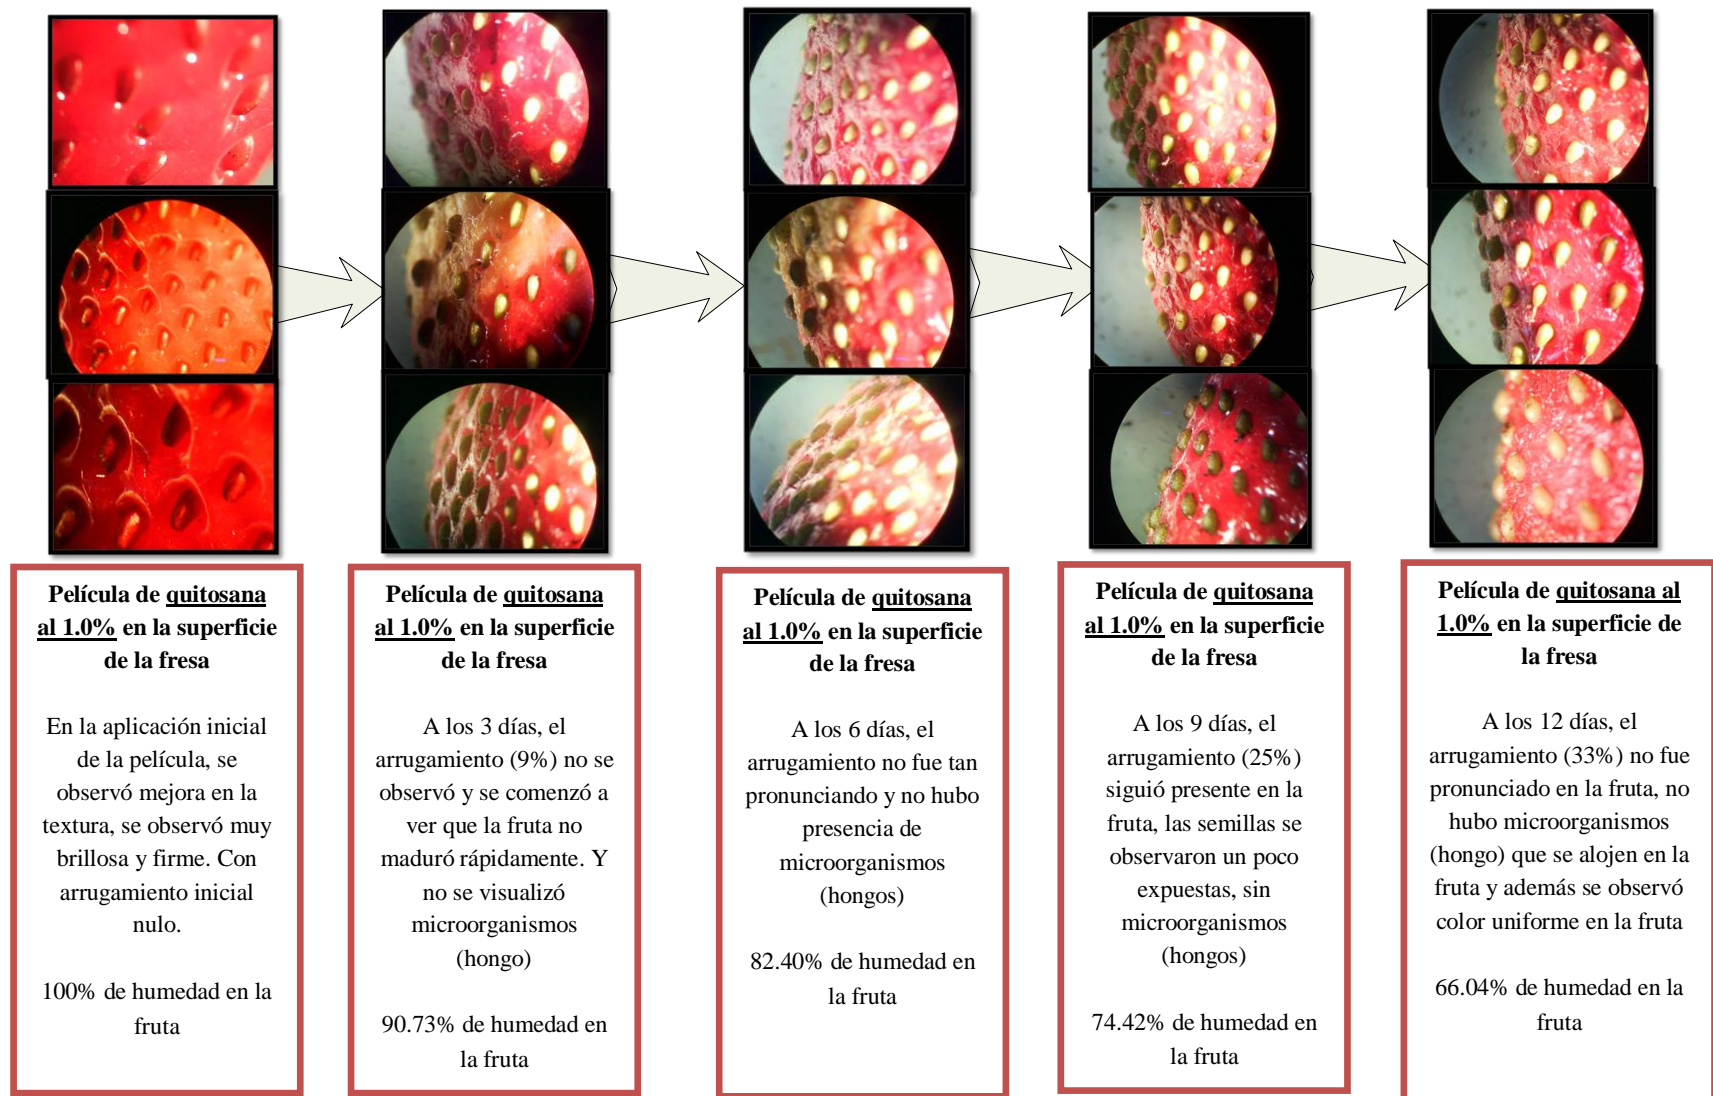 Película de quitosana
al 1.0% en la superficie
de la fresa
En la aplicación inicial
de la película, se
observó mejora en la
textura, se observó muy
brillosa y firme. Con
arrugamiento inicial
nulo.
100% de humedad en la
fruta
Película de quitosana
al 1.0% en la superficie
de la fresa
A los 3 días, el
arrugamiento (9%) no se
observó y se comenzó a
ver que la fruta no
maduró rápidamente. Y
no se visualizó
microorganismos
(hongo)
90.73% de humedad en
la fruta
Película de quitosana
al 1.0% en la superficie
de la fresa
A los 6 días, el
arrugamiento no fue tan
pronunciando y no hubo
presencia de
microorganismos
(hongos)
82.40% de humedad en
la fruta
Película de quitosana
al 1.0% en la superficie
de la fresa
A los 9 días, el
arrugamiento (25%)
siguió presente en la
fruta, las semillas se
observaron un poco
expuestas, sin
microorganismos
(hongos)
74.42% de humedad en
la fruta
Película de quitosana al
1.0% en la superficie de
la fresa
A los 12 días, el
arrugamiento (33%) no fue
pronunciado en la fruta, no
hubo microorganismos
(hongo) que se alojen en la
fruta y además se observó
color uniforme en la fruta
66.04% de humedad en la
fruta